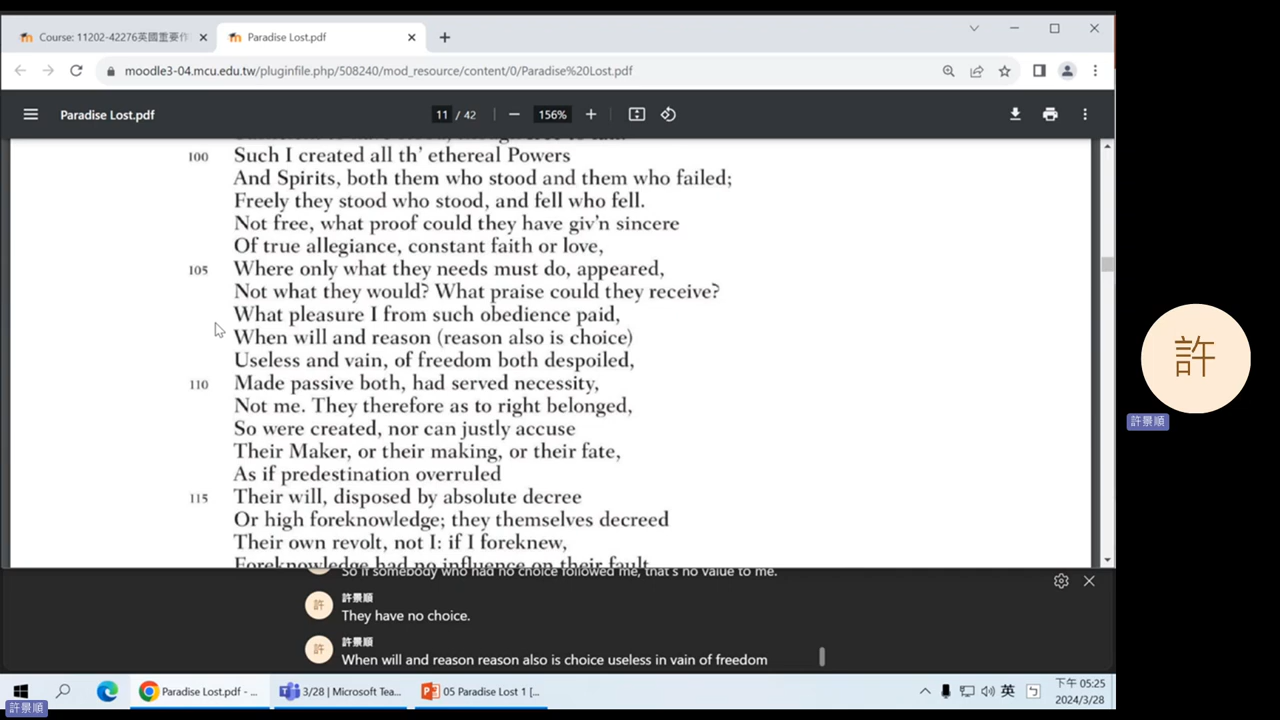 Course: 11202-42276英國重要作
Paradise Lost.pdf
moodle3-04.mcu.edu.tw/pluginfile.php/508240/mod_resource/content/0/Paradise%20Lost.pdf
Paradise Lost.pdf
11 / 42
156%
100 Such I created all th' ethereal Powers
And Spirits, both them who stood and them who failed;
Freely they stood who stood, and fell who fell.
Not free, what proof could they have giv'n sincere
Of true allegiance, constant faith or love,
105 Where only what they needs must do, appeared,
Not what they would? What praise could they receive?
What pleasure I from such obedience paid,
When will and reason (reason also is choice)
Useless and vain, of freedom both despoiled,
110 Made passive both, had served necessity,
Not me. They therefore as to right belonged,
So were created, nor can justly accuse
Their Maker, or their making, or their fate,
As if predestination overruled
115 Their will, disposed by absolute decree
Or high foreknowledge; they themselves decreed
Their own revolt, not I: if I foreknew,
Foreknowledge had no influence on their fault
So if somebody who had no choice followed me, that's no value to me.
許
許景順
They have no choice.
許
許景順
When will and reason reason also is choice useless in vain of freedom
許
許景順
Paradise Lost.pdf - ...
3/28 | Microsoft Tea...
05 Paradise Lost 1 [...
英
下午 05:25
2024/3/28
許景順